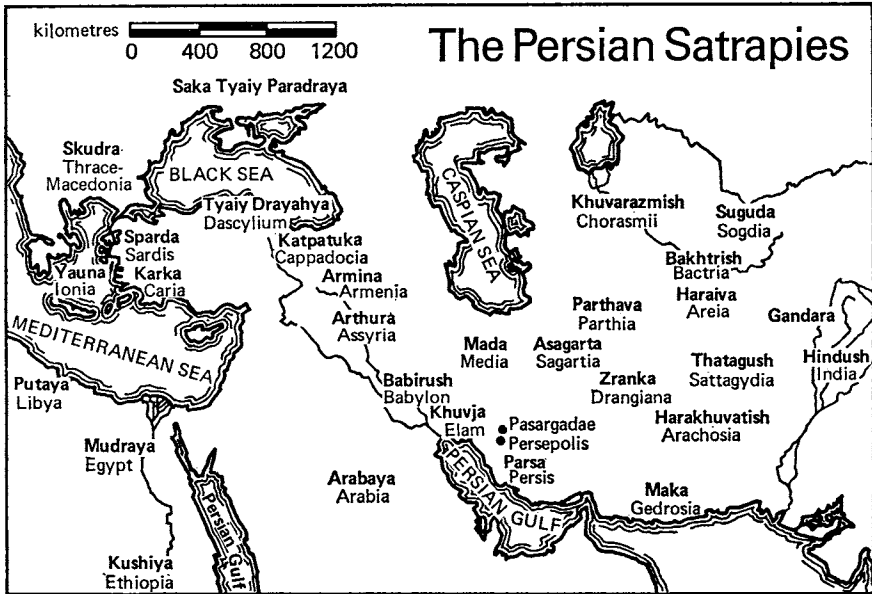 The Persian Satrapies
kilometres
0 400 800 1200
Saka Tyaiy Paradraya
Skudra
Thrace-
Macedonia
BLACK SEA
Tyaiy Drayahya
Dascylium
CASPIAN SEA
Khuvarazmish
Chorasmii
Suguda
Sogdia
Sparda
Sardis
Yauna
Ionia
Karka
Caria
Katpatuka
Cappadocia
Armina
Armenia
Bakhtrish
Bactria
Parthava
Parthia
Haraiva
Areia
Gandara
MEDITERRANEAN SEA
Arthura
Assyria
Mada
Media
Asagarta
Sagartia
Thatagush
Sattagydia
Hindush
India
Putaya
Libya
Babirush
Babylon
Zranka
Drangiana
Khuvja
Elam
Pasargadae
Persepolis
Harakhuvatish
Arachosia
Mudraya
Egypt
Parsa
Persis
PERSIAN GULF
Arabaya
Arabia
Maka
Gedrosia
Persian Gulf
Kushiya
Ethiopia